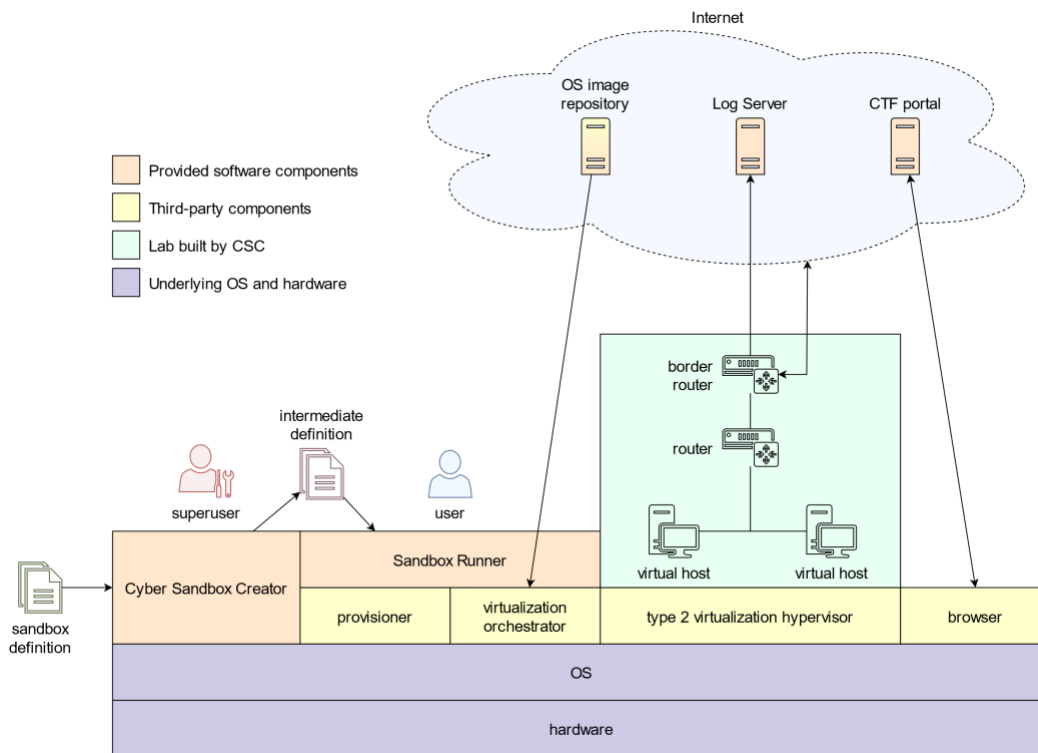 Internet
OS image
repository
Log Server
CTF portal
Provided software components
Third-party components
Lab built by CSC
Underlying OS and hardware
border
router
intermediate
definition
router
superuser
user
virtual host
virtual host
Sandbox Runner
Cyber Sandbox Creator
provisioner
virtualization
orchestrator
type 2 virtualization hypervisor
browser
sandbox
definition
OS
hardware